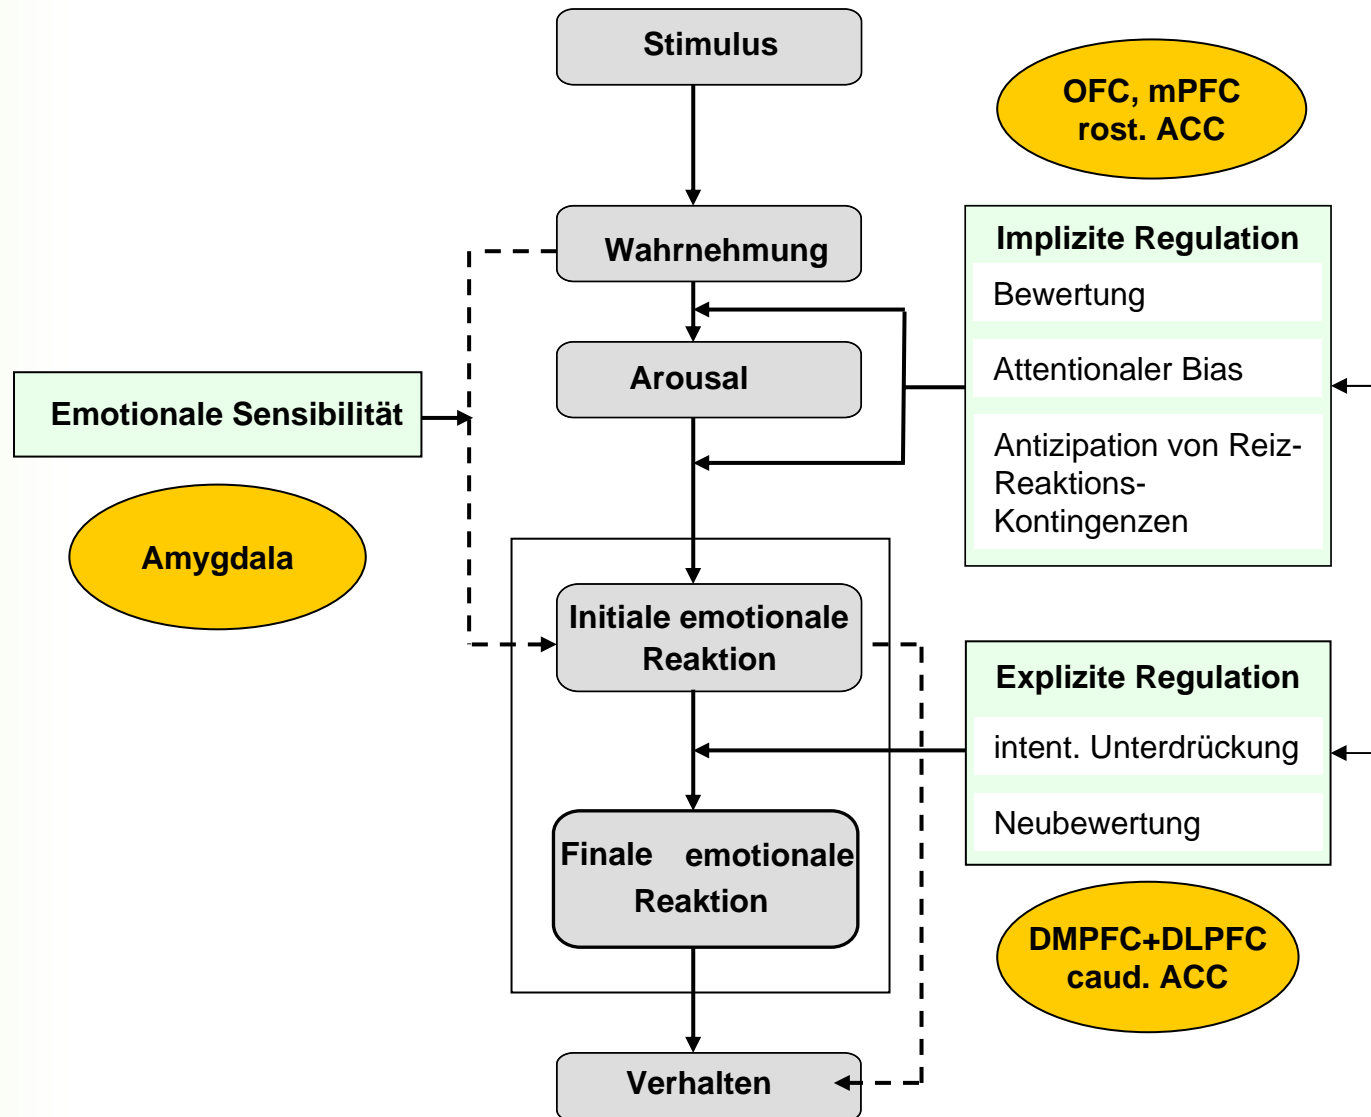 Stimulus
OFC, mPFC
rost. ACC
Wahrnehmung
Implizite Regulation
Bewertung
Attentionaler Bias
Antizipation von Reiz-
Reaktions-
Kontingenzen
Arousal
Emotionale Sensibilität
Amygdala
Initiale emotionale
Reaktion
Explizite Regulation
intent. Unterdrückung
Neubewertung
Finale emotionale
Reaktion
DMPFC+DLPFC
caud. ACC
Verhalten